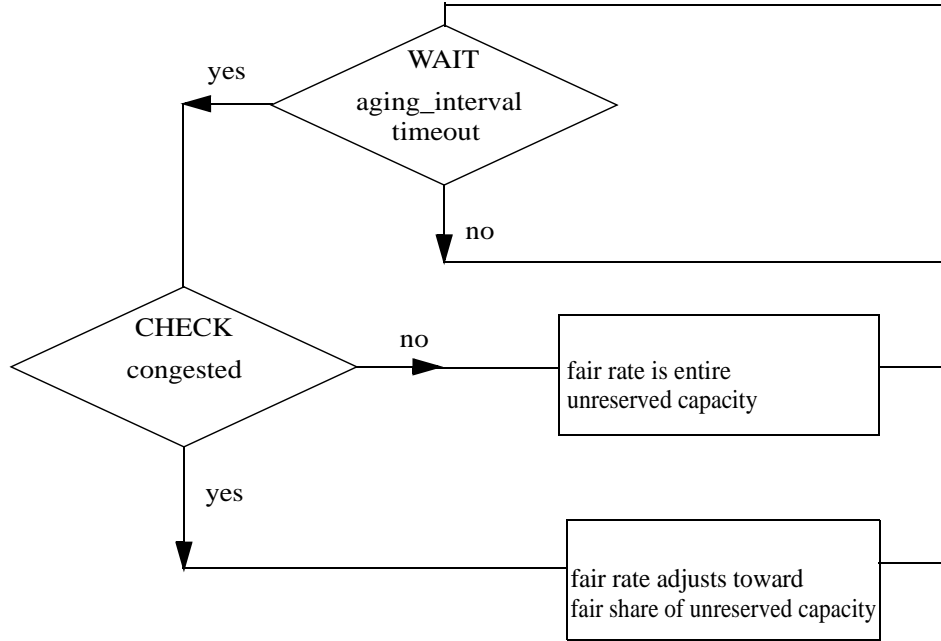 WAIT
aging_interval
timeout
yes
no
CHECK
congested
no
fair rate is entire
unreserved capacity
yes
fair rate adjusts toward
fair share of unreserved capacity